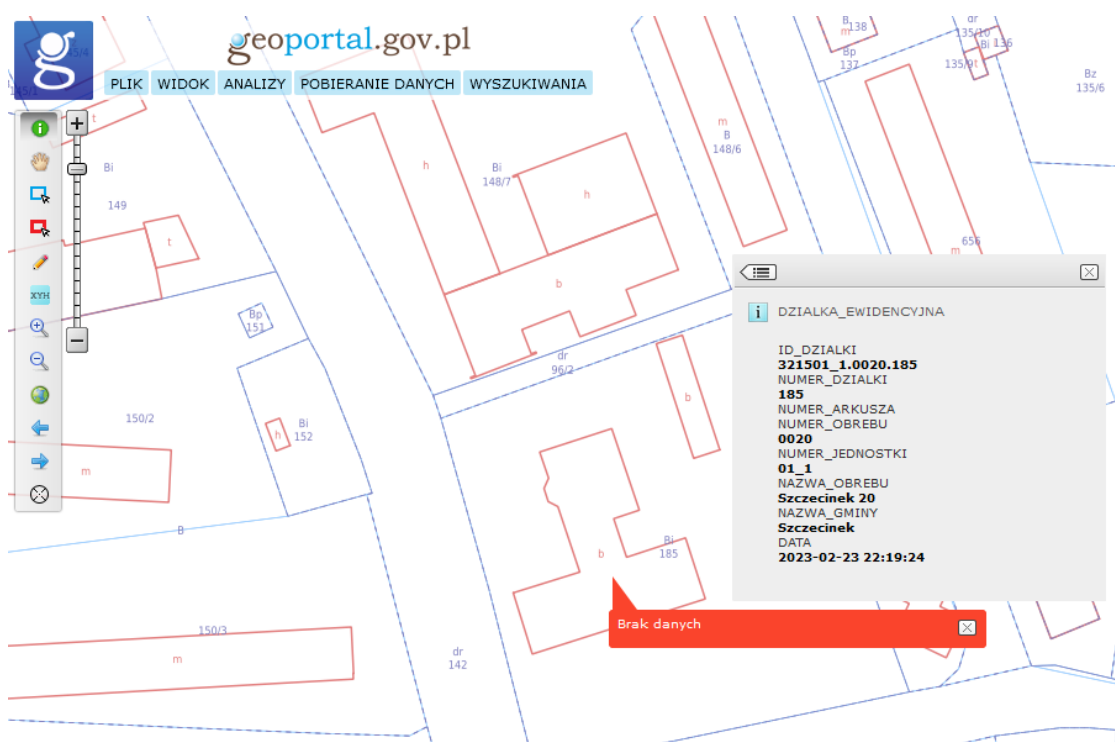 geoportal.gov.pl
PLIK WIDOK ANALIZY POBIERANIE DANYCH WYSZUKIWANIA
B
138
m
Bp
137
dr
135/10
Bi 136
135/9
t
Bz
135/6
t
Bi
149
t
h
Bi
148/7
h
m
B
148/6
656
m
b
XYH
Bp
151
dr
96/2
b
150/2
Bi
h 152
m
B
b
Bi
185
150/3
m
dr
142
i DZIALKA_EWIDENCYJNA
ID_DZIALKI
321501_1.0020.185
NUMER_DZIALKI
185
NUMER_ARKUSZA
NUMER_OBREBU
0020
NUMER_JEDNOSTKI
01_1
NAZWA_OBREBU
Szczecinek 20
NAZWA_GMINY
Szczecinek
DATA
2023-02-23 22:19:24
Brak danych